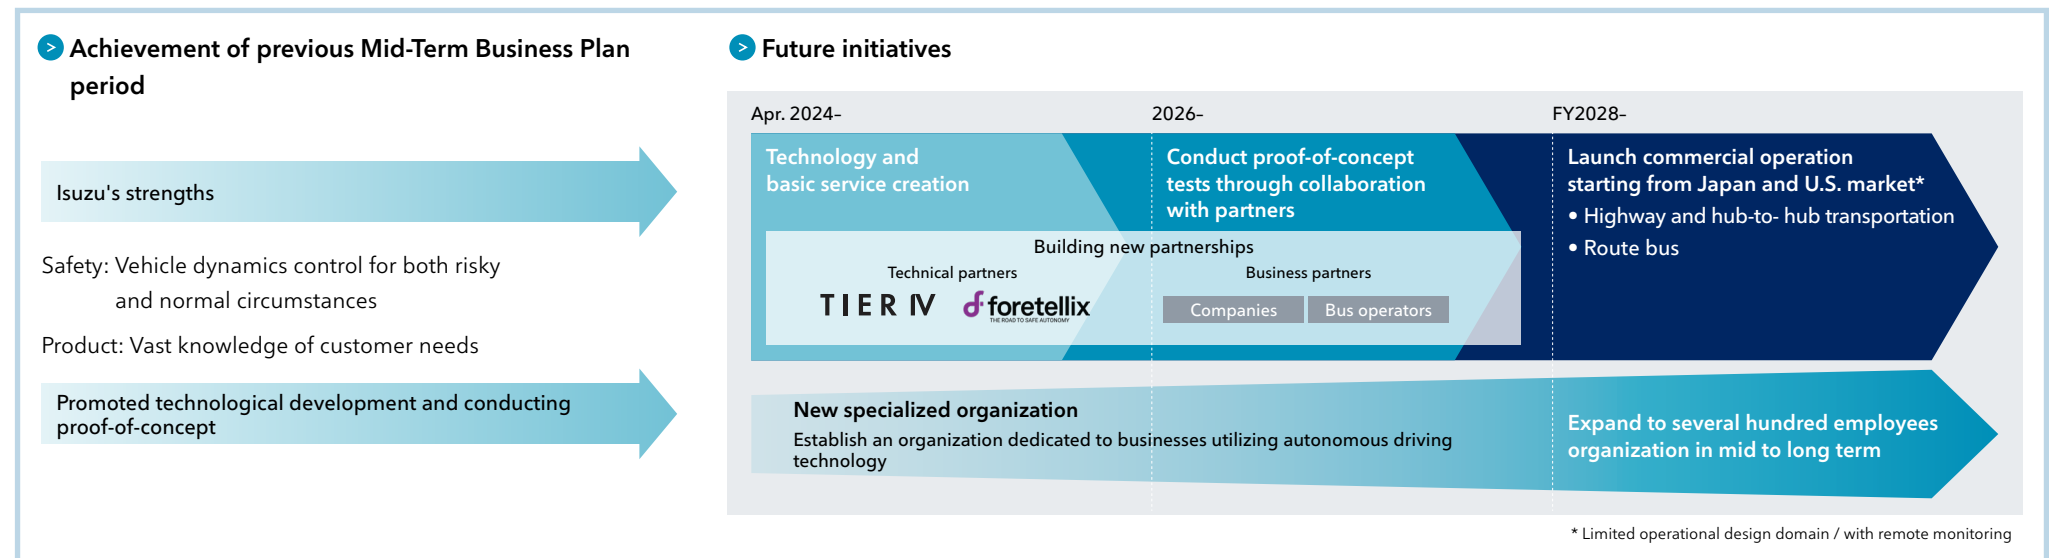 Achievement of previous Mid-Term Business Plan
period
Isuzu's strengths
Safety: Vehicle dynamics control for both risky
and normal circumstances
Product: Vast knowledge of customer needs
Promoted technological development and conducting
proof-of-concept
Future initiatives
Apr. 2024–
2026–
FY2028–
Technology and
basic service creation
Conduct proof-of-concept
tests through collaboration
with partners
Launch commercial operation
starting from Japan and U.S. market*
• Highway and hub-to- hub transportation
• Route bus
Building new partnerships
Technical partners
TIER IV
foretellix
THE ROAD TO SAFE AUTONOMY
Business partners
Companies
Bus operators
New specialized organization
Establish an organization dedicated to businesses utilizing autonomous driving
technology
Expand to several hundred employees
organization in mid to long term
* Limited operational design domain / with remote monitoring